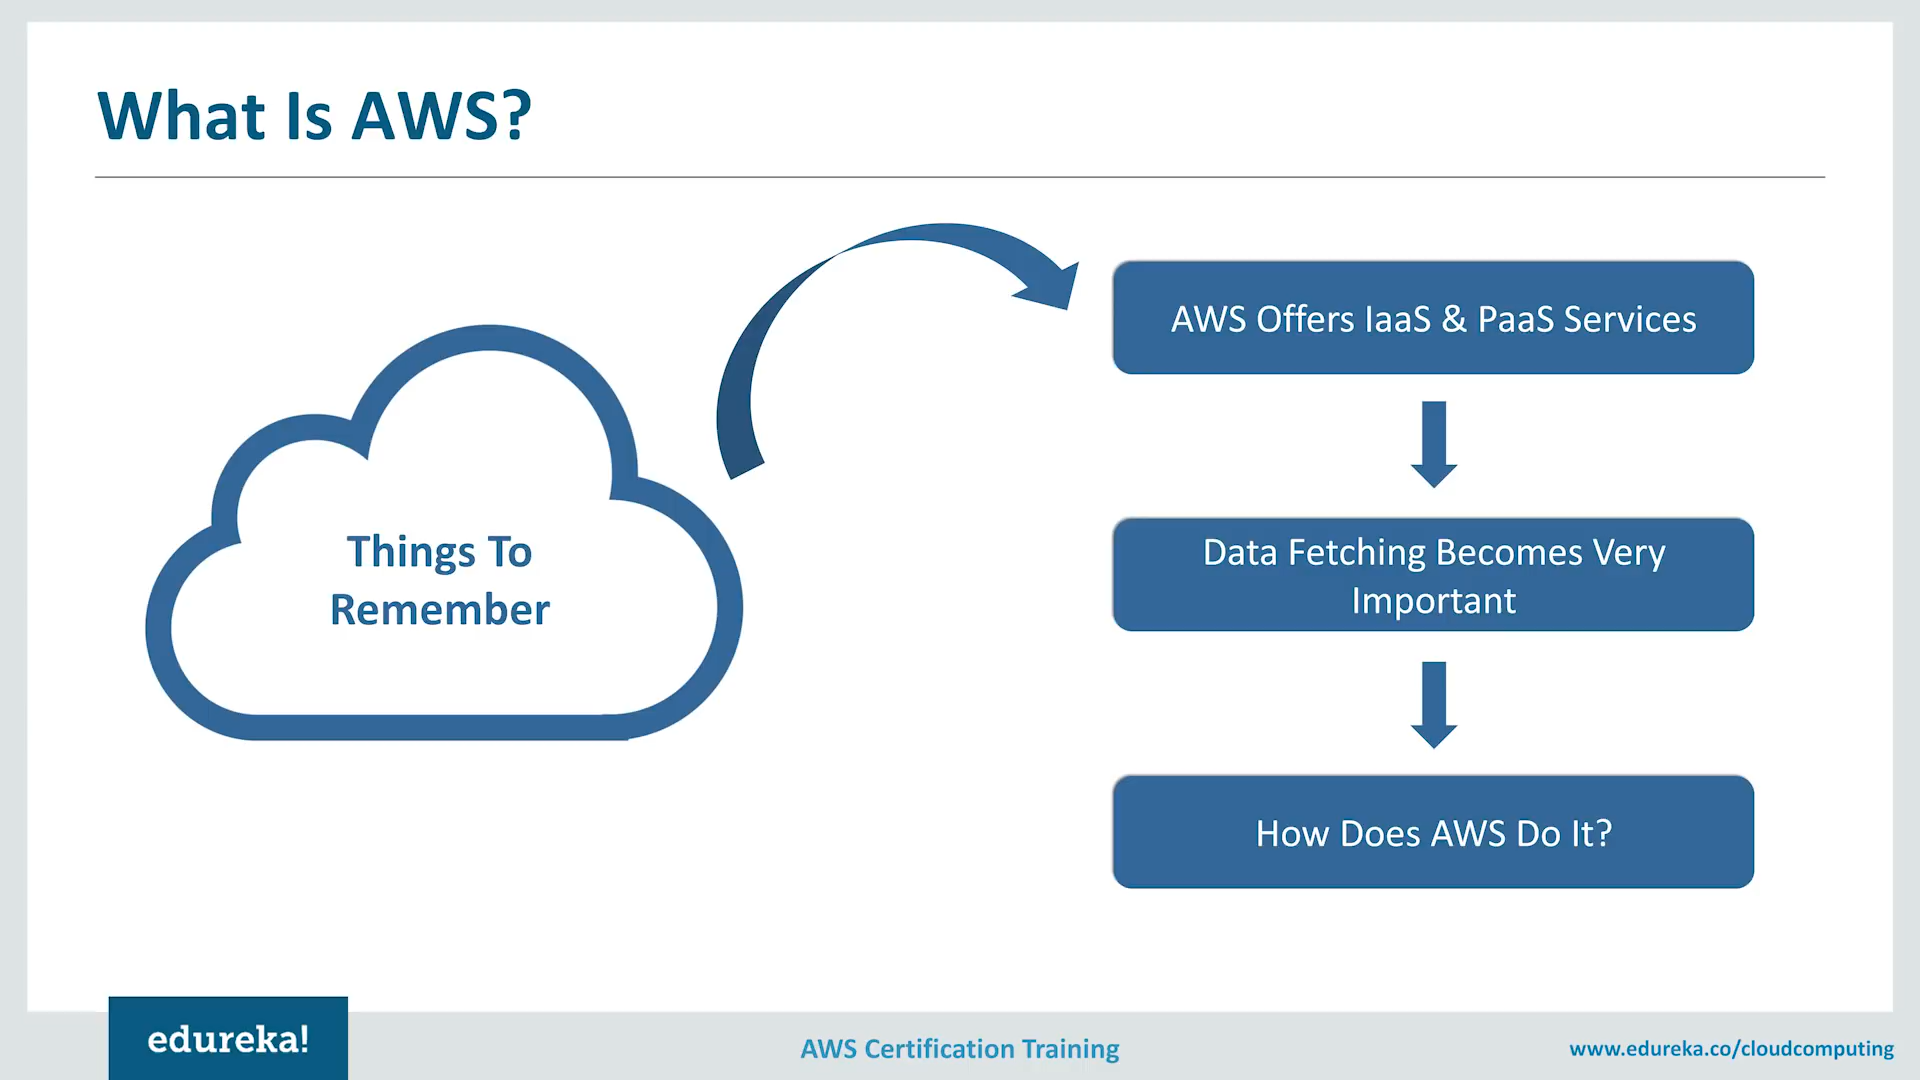 What Is AWS?
Things To
Remember
AWS Offers IaaS & PaaS Services
Data Fetching Becomes Very
Important
How Does AWS Do It?
edureka!
AWS Certification Training
www.edureka.co/cloudcomputing